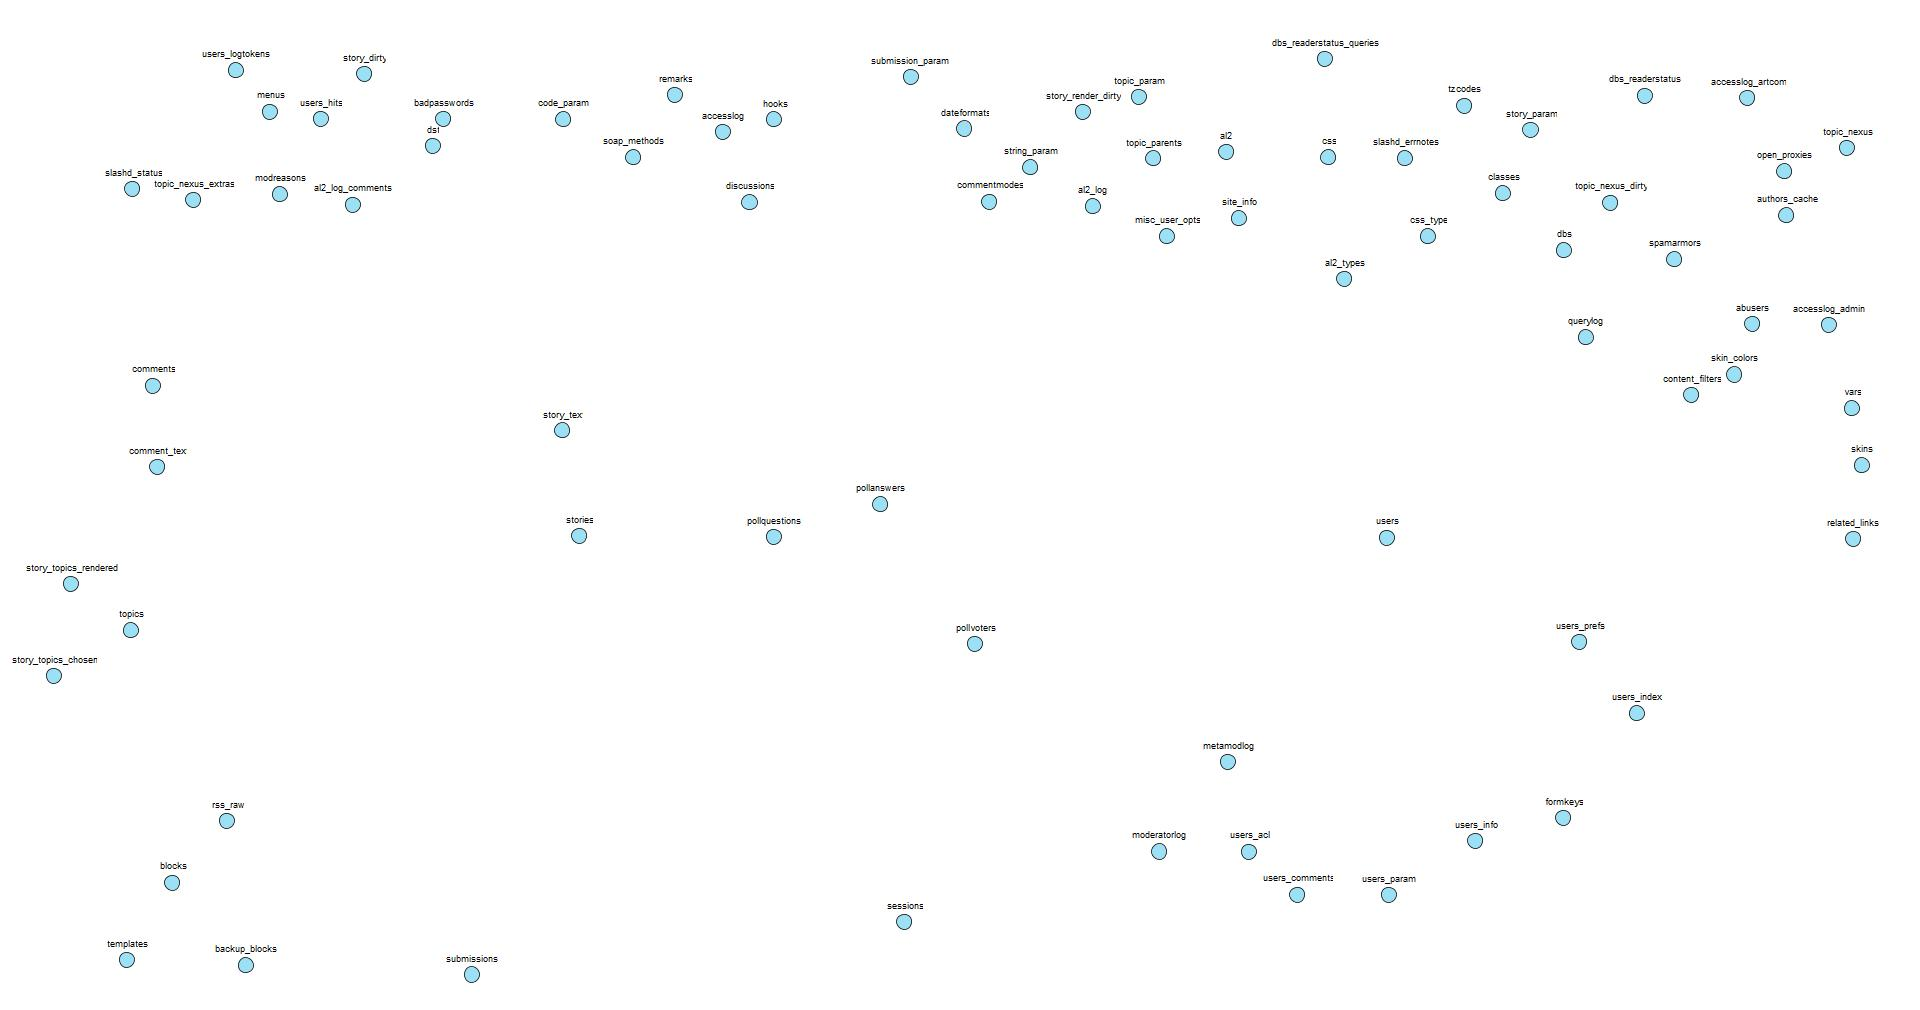 dbs_readerstatus_queries
users_logtokens
story_dirty
submission_param
remarks
topic_param
dbs_readerstatus
accesslog_artcom
tzcodes
menus
users_hits
badpasswords
code_param
hooks
story_render_dirty
accesslog
dateformats
story_param
dst
topic_nexus
al2
soap_methods
topic_parents
css
slashd_errnotes
string_param
open_proxies
slashd_status
topic_nexus_extras
modreasons
al2_log_comments
discussions
commentmodes
al2_log
classes
topic_nexus_dirty
site_info
authors_cache
misc_user_opts
css_type
dbs
spamarmors
al2_types
abusers
accesslog_admin
querylog
skin_colors
comments
content_filters
vars
story_tex
comment_tex
skins
pollanswers
stories
pollquestions
users
related_links
story_topics_rendered
topics
pollvoters
users_prefs
story_topics_chosen
users_index
metamodlog
rss_raw
formkeys
users_info
moderatorlog
users_acl
blocks
users_comments
users_param
sessions
templates
backup_blocks
submissions